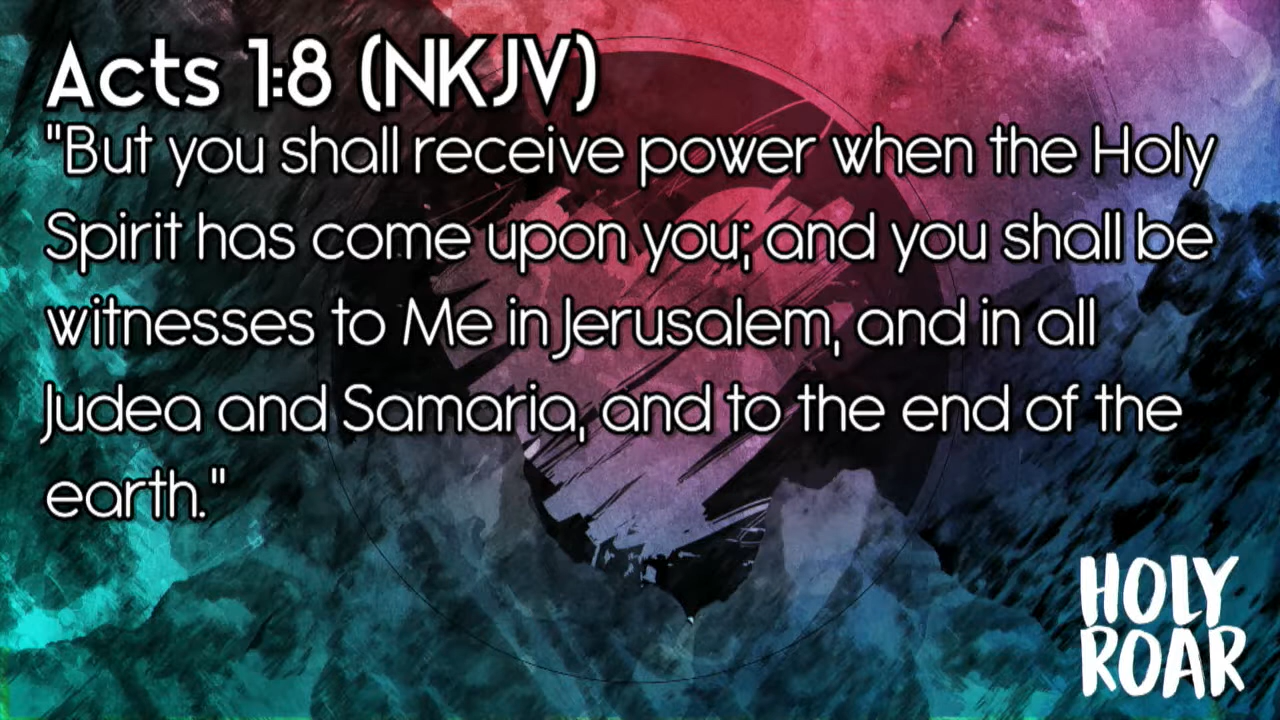 Acts 1:8 (NKJV)
"But you shall receive power when the Holy
Spirit has come upon you; and you shall be
witnesses to Me in Jerusalem, and in all
Judea and Samaria, and to the end of the
earth."
HOLY
ROAR